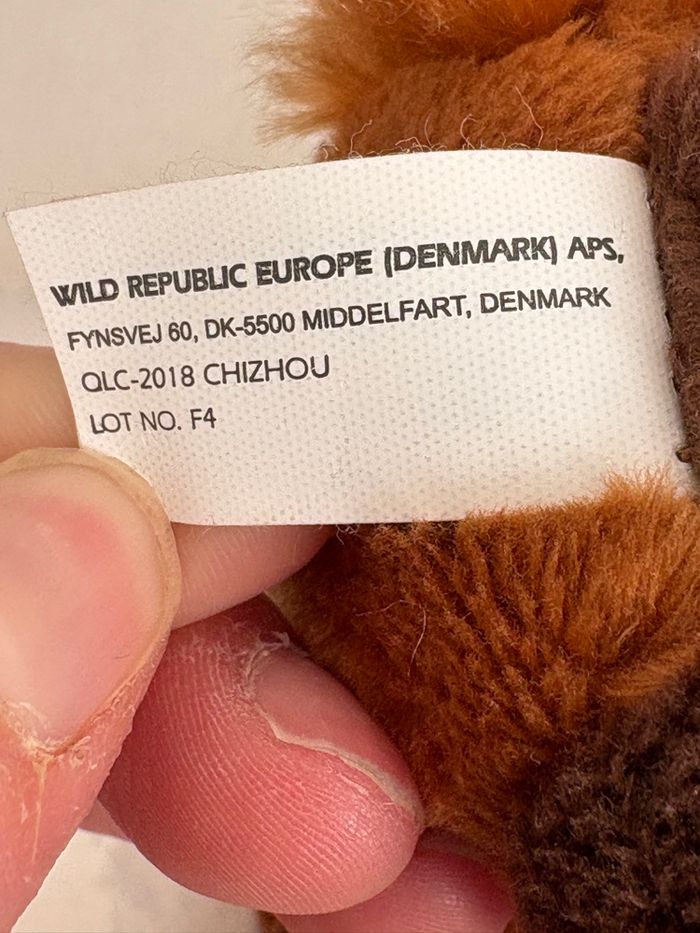 WILD REPUBLIC EUROPE (DENMARK) APS,
FYNSVEJ 60, DK-5500 MIDDELFART, DENMARK
QLC-2018 CHIZHOU
LOT NO. F4